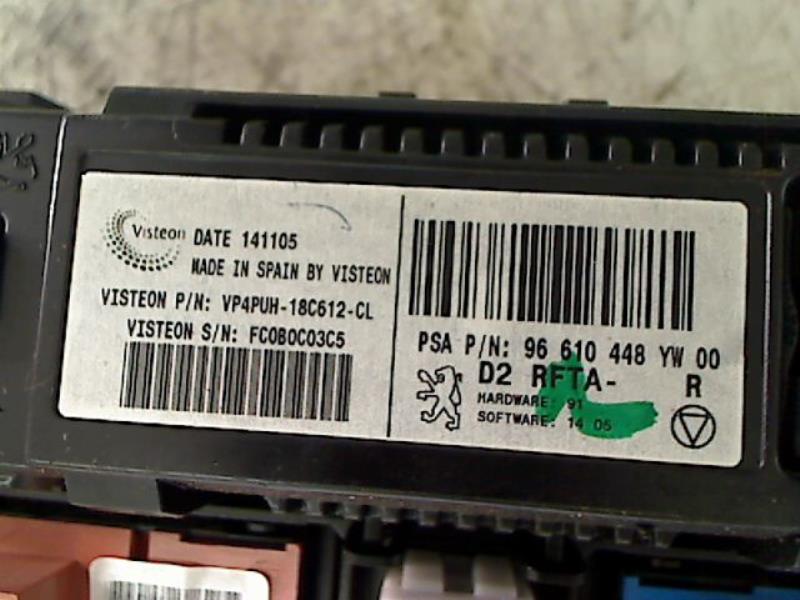 Visteon
DATE 141105
MADE IN SPAIN BY VISTEON
VISTEON P/N: VP4PUH-18C612-CL
VISTEON S/N: FC0B0C03C5
PSA P/N: 96 610 448 YW 00
D2 RFTA- R
HARDWARE: 91
SOFTWARE: 14 05